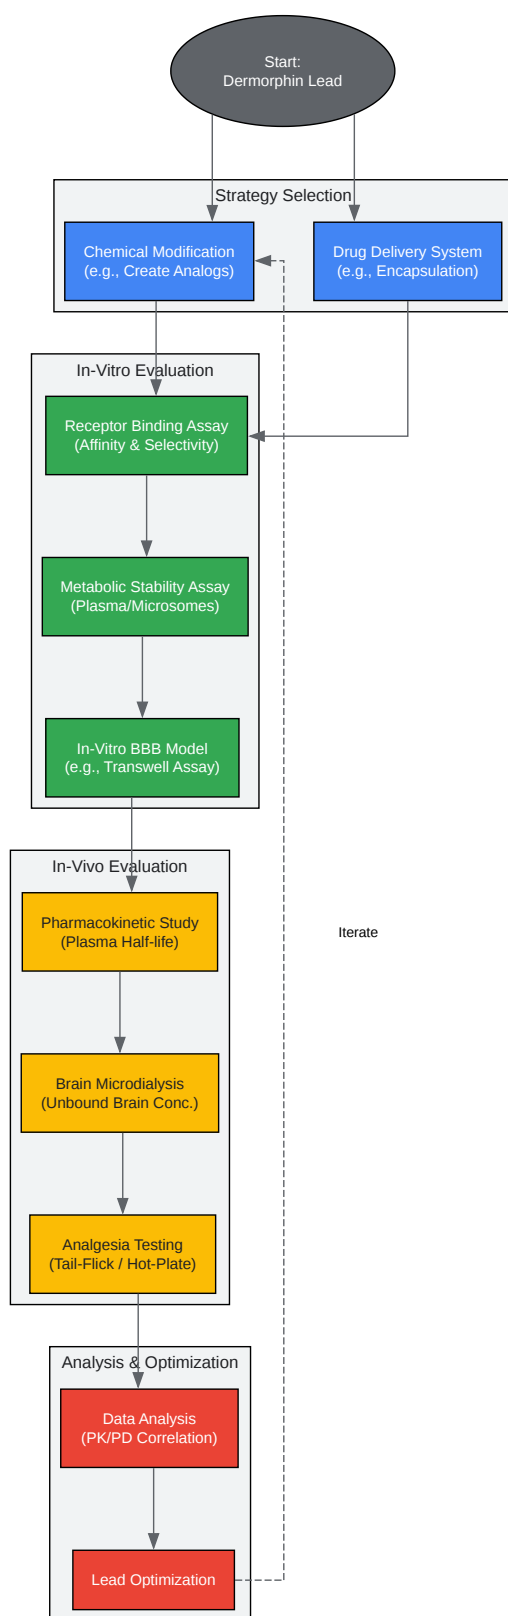 Start:
Dermorphin Lead
Strategy Selection
Chemical Modification
(e.g., Create Analogs)
Drug Delivery System
(e.g., Encapsulation)
In-Vitro Evaluation
Receptor Binding Assay
(Affinity & Selectivity)
Metabolic Stability Assay
(Plasma/Microsomes)
In-Vitro BBB Model
(e.g., Transwell Assay)
In-Vivo Evaluation
Pharmacokinetic Study
(Plasma Half-life)
Iterate
Brain Microdialysis
(Unbound Brain Conc.)
Analgesia Testing
(Tail-Flick / Hot-Plate)
Analysis & Optimization
Data Analysis
(PK/PD Correlation)
Lead Optimization